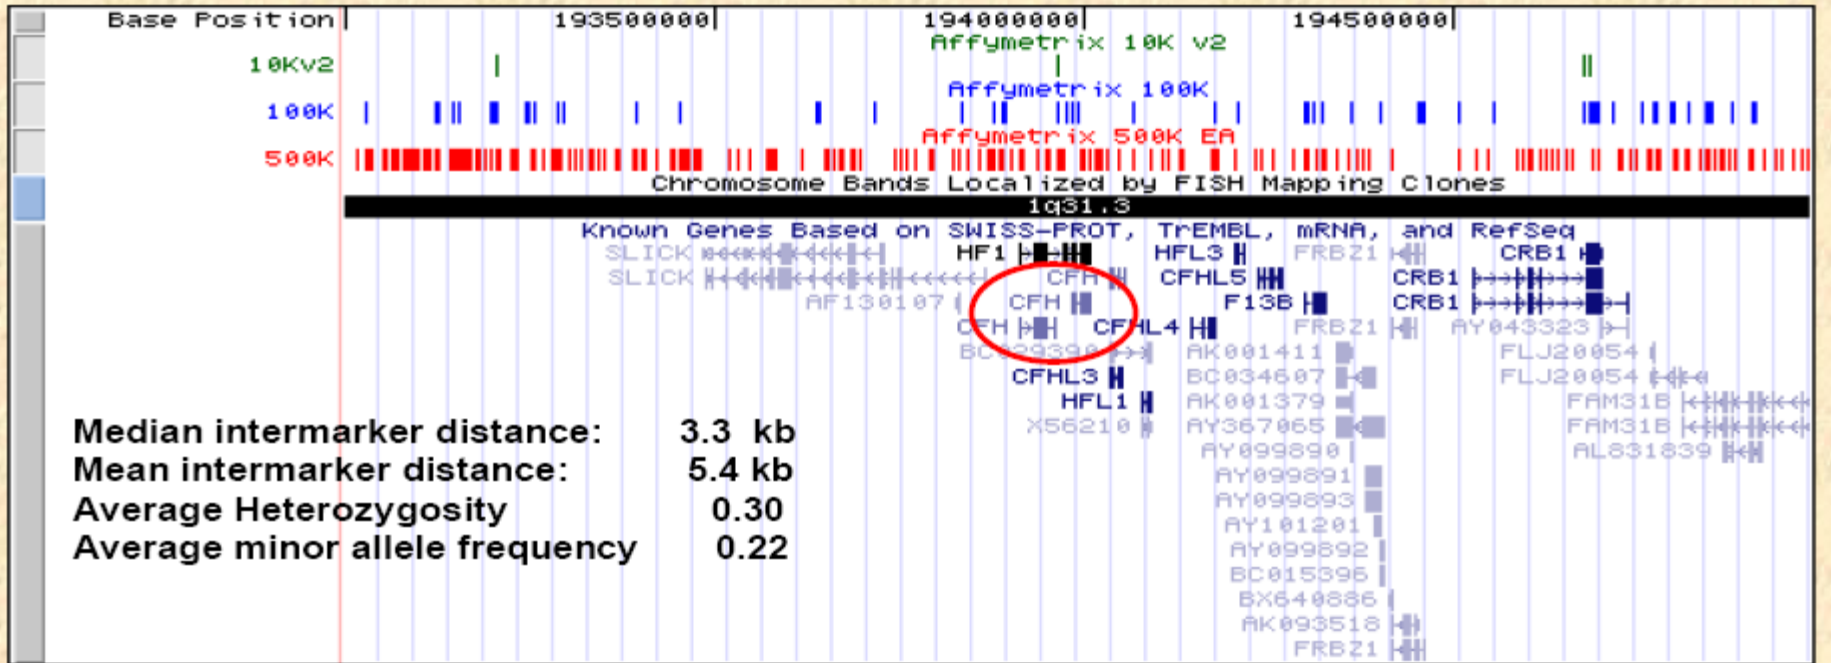 Base Position 193500000 194000000 194500000
Affymetrix 10K v2
10Kv2
Affymetrix 100K
100K
Affymetrix 500K EA
500K
Chromosome Bands Localized by FISH Mapping Clones
1q31.3
Known Genes Based on SWISS-PROT, TrEMBL, mRNA, and RefSeq
SLICK HF1 HFL3 FRBZ1 CRB1
SLICK CFH CFHL5 CRB1
AF130107 CFH F13B CRB1
CFH CFHL4 FRBZ1 AY043323
BC029390 AK001411 FLJ20054
CFHL3 BC034607 FLJ20054
HFL1 AK001379 FAM31B
X56210 AY367065 FAM31B
AY099890 AL831839
AY099891
AY099893
AY101201
AY099892
BC015396
BX640886
AK093518
FRBZ1
Median intermarker distance: 3.3 kb
Mean intermarker distance: 5.4 kb
Average Heterozygosity 0.30
Average minor allele frequency 0.22